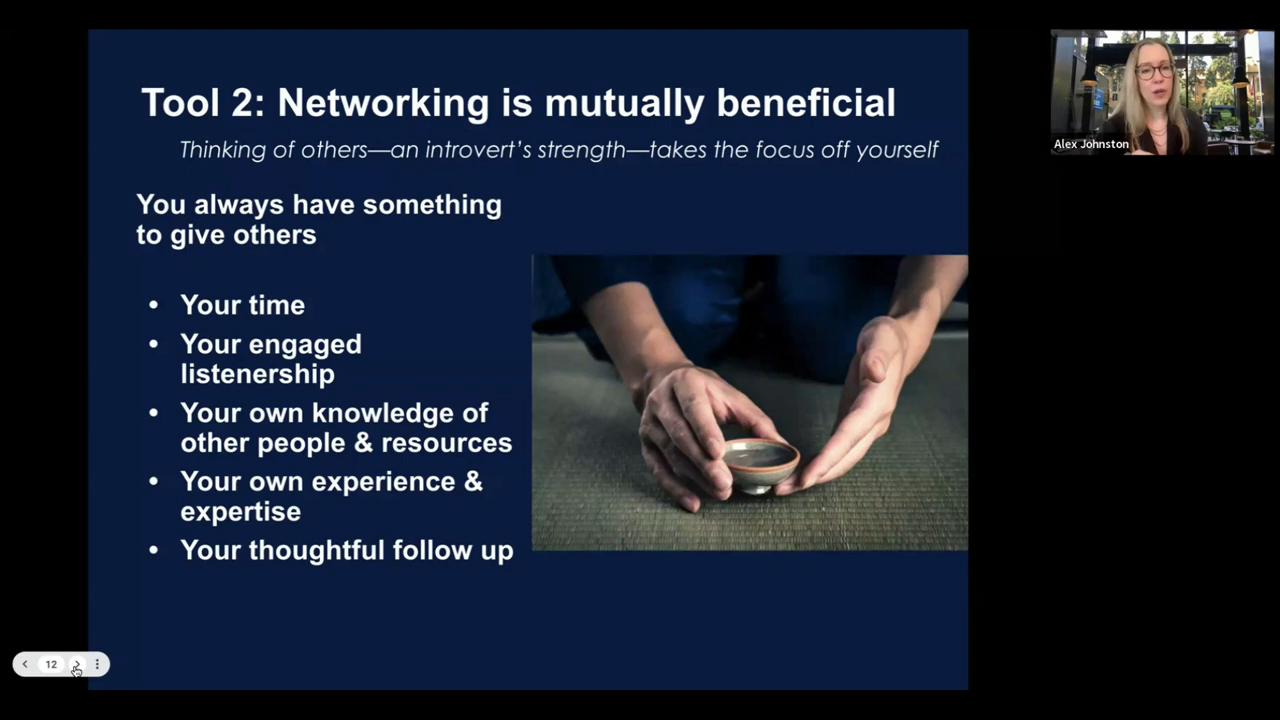 Tool 2: Networking is mutually beneficial
Thinking of others—an introvert's strength—takes the focus off yourself
You always have something
to give others
• Your time
• Your engaged
listenership
• Your own knowledge of
other people & resources
• Your own experience &
expertise
• Your thoughtful follow up
Alex Johnston
12